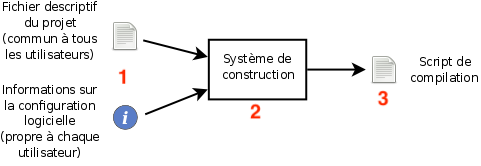 Fichier descriptif
du projet
(commun à tous
les utilisateurs)
1
Informations sur
la configuration
logicielle
(propre à chaque
utilisateur)
i
Système de
construction
2
Script de
compilation
3